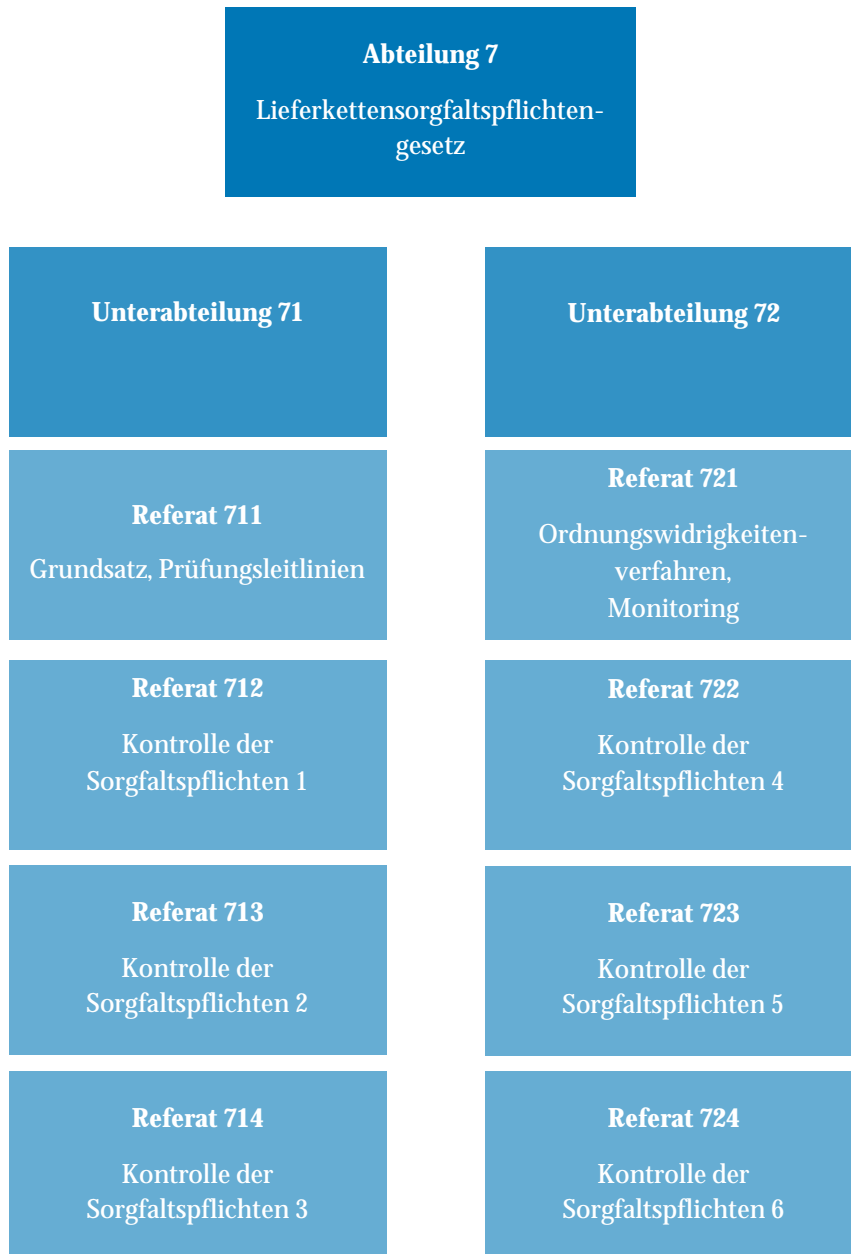 Abteilung 7
Lieferkettensorgfaltspflichten-
gesetz
Unterabteilung 71
Referat 711
Grundsatz, Prüfungsleitlinien
Referat 712
Kontrolle der
Sorgfaltspflichten 1
Referat 713
Kontrolle der
Sorgfaltspflichten 2
Referat 714
Kontrolle der
Sorgfaltspflichten 3
Unterabteilung 72
Referat 721
Ordnungswidrigkeiten-
verfahren,
Monitoring
Referat 722
Kontrolle der
Sorgfaltspflichten 4
Referat 723
Kontrolle der
Sorgfaltspflichten 5
Referat 724
Kontrolle der
Sorgfaltspflichten 6